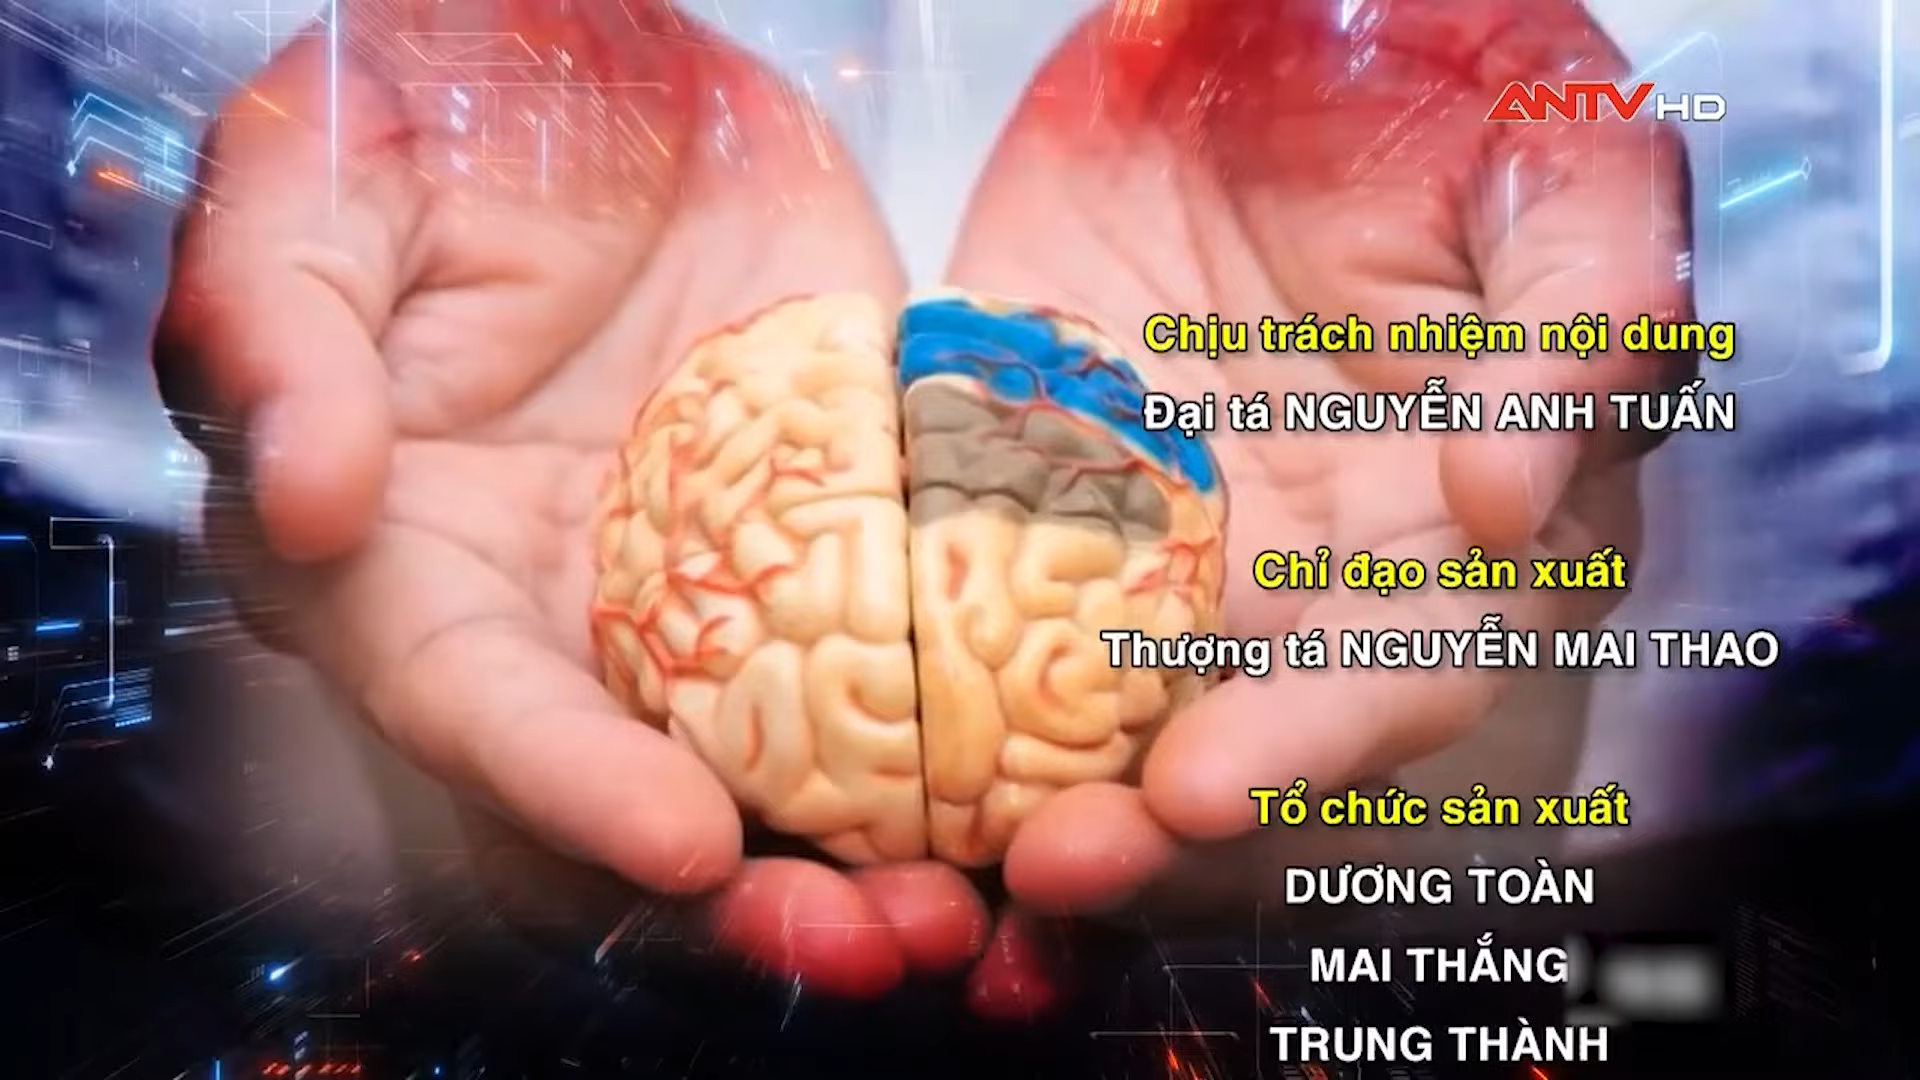 ANTV HD
Chịu trách nhiệm nội dung
Đại tá NGUYỄN ANH TUẤN
Chỉ đạo sản xuất
Thượng tá NGUYỄN MAI THAO
Tổ chức sản xuất
DƯƠNG TOÀN
MAI THẮNG
TRUNG THÀNH